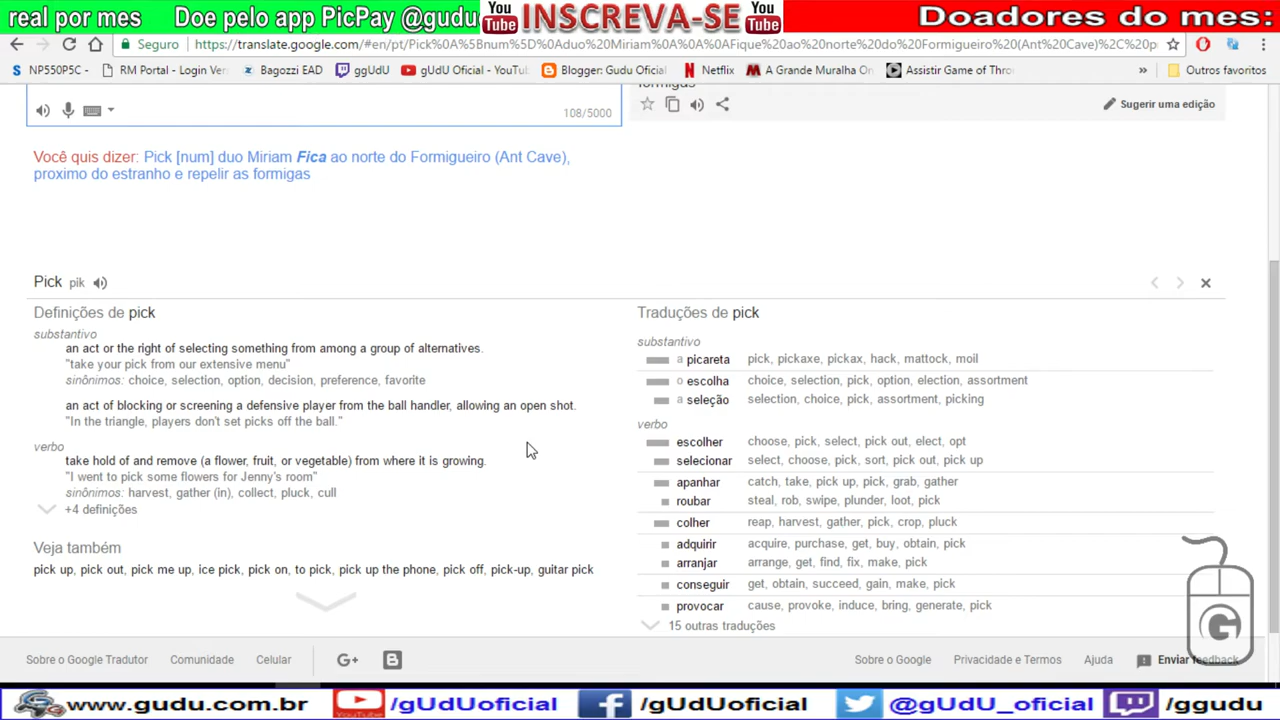 real por mes Doe pelo app PicPay @gudu You Tube INSCREVA-SE You Tube Doadores do mes:
Seguro https://translate.google.com/#en/pt/Pick%0A%5Bnum%5D%0Aduo%20Miriam%0A%0A%0AFique%20ao%20norte%20do%20Formigueiro%20(Ant%20Cave)%2C%20p
NP550P5C - RM Portal - Login Ver Bagozzi EAD ggUdU gUdU Oficial - YouTu Blogger: Gudu Oficial Netflix A Grande Muralha On Assistir Game of Thro » Outros favoritos
formigas
108/5000 Sugerir uma edição
Você quis dizer: Pick [num] duo Miriam Fica ao norte do Formigueiro (Ant Cave),
proximo do estranho e repelir as formigas
Pick pik
Definições de pick
substantivo
an act or the right of selecting something from among a group of alternatives.
"take your pick from our extensive menu"
sinônimos: choice, selection, option, decision, preference, favorite
an act of blocking or screening a defensive player from the ball handler, allowing an open shot.
"In the triangle, players don't set picks off the ball."
verbo
take hold of and remove (a flower, fruit, or vegetable) from where it is growing.
"I went to pick some flowers for Jenny's room"
sinônimos: harvest, gather (in), collect, pluck, cull
+4 definições
Veja também
pick up, pick out, pick me up, ice pick, pick on, to pick, pick up the phone, pick off, pick-up, guitar pick
Traduções de pick
substantivo
a picareta pick, pickaxe, pickax, hack, mattock, moil
o escolha choice, selection, pick, option, election, assortment
a seleção selection, choice, pick, assortment, picking
verbo
escolher choose, pick, select, pick out, elect, opt
selecionar select, choose, pick, sort, pick out, pick up
apanhar catch, take, pick up, pick, grab, gather
roubar steal, rob, swipe, plunder, loot, pick
colher reap, harvest, gather, pick, crop, pluck
adquirir acquire, purchase, get, buy, obtain, pick
arranjar arrange, get, find, fix, make, pick
conseguir get, obtain, succeed, gain, make, pick
provocar cause, provoke, induce, bring, generate, pick
15 outras traduções
Sobre o Google Tradutor Comunidade Celular G+ Sobre o Google Privacidade e Termos Ajuda Enviar feedback
www.gudu.com.br YouTube /gUdUoficial /gUdUoficial @gUdU_oficial /ggudu